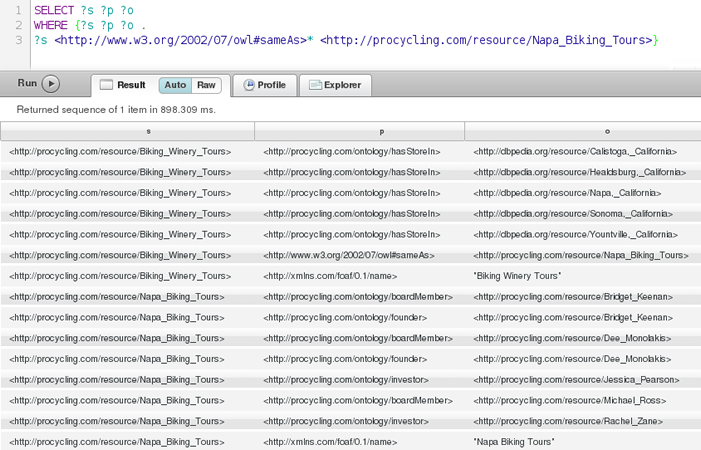 1 SELECT ?s ?p ?o
2 WHERE {?s ?p ?o .
3 ?s <http://www.w3.org/2002/07/owl#sameAs>* <http://procycling.com/resource/Napa_Biking_Tours>}
Run Result Auto Raw Profile Explorer
Returned sequence of 1 item in 898.309 ms.
s p o
<http://procycling.com/resource/Biking_Winery_Tours> <http://procycling.com/ontology/hasStoreIn> <http://dbpedia.org/resource/Calistoga,_California>
<http://procycling.com/resource/Biking_Winery_Tours> <http://procycling.com/ontology/hasStoreIn> <http://dbpedia.org/resource/Healdsburg,_California>
<http://procycling.com/resource/Biking_Winery_Tours> <http://procycling.com/ontology/hasStoreIn> <http://dbpedia.org/resource/Napa,_California>
<http://procycling.com/resource/Biking_Winery_Tours> <http://procycling.com/ontology/hasStoreIn> <http://dbpedia.org/resource/Sonoma,_California>
<http://procycling.com/resource/Biking_Winery_Tours> <http://procycling.com/ontology/hasStoreIn> <http://dbpedia.org/resource/Yountville,_California>
<http://procycling.com/resource/Biking_Winery_Tours> <http://www.w3.org/2002/07/owl#sameAs> <http://procycling.com/resource/Napa_Biking_Tours>
<http://procycling.com/resource/Biking_Winery_Tours> <http://xmlns.com/foaf/0.1/name> "Biking Winery Tours"
<http://procycling.com/resource/Napa_Biking_Tours> <http://procycling.com/ontology/boardMember> <http://procycling.com/resource/Bridget_Keenan>
<http://procycling.com/resource/Napa_Biking_Tours> <http://procycling.com/ontology/founder> <http://procycling.com/resource/Bridget_Keenan>
<http://procycling.com/resource/Napa_Biking_Tours> <http://procycling.com/ontology/boardMember> <http://procycling.com/resource/Dee_Monolakis>
<http://procycling.com/resource/Napa_Biking_Tours> <http://procycling.com/ontology/founder> <http://procycling.com/resource/Dee_Monolakis>
<http://procycling.com/resource/Napa_Biking_Tours> <http://procycling.com/ontology/investor> <http://procycling.com/resource/Jessica_Pearson>
<http://procycling.com/resource/Napa_Biking_Tours> <http://procycling.com/ontology/boardMember> <http://procycling.com/resource/Michael_Ross>
<http://procycling.com/resource/Napa_Biking_Tours> <http://procycling.com/ontology/investor> <http://procycling.com/resource/Rachel_Zane>
<http://procycling.com/resource/Napa_Biking_Tours> <http://xmlns.com/foaf/0.1/name> "Napa Biking Tours"